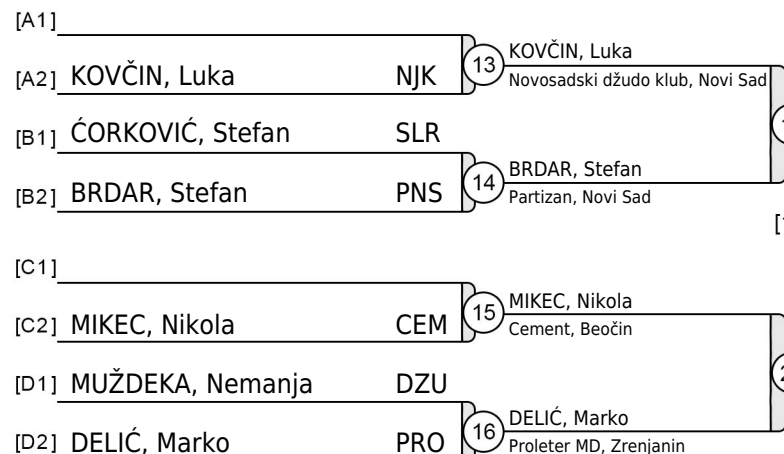 [A1]
[A2] KOVČIN, Luka NJK
13
KOVČIN, Luka
Novosadski džudo klub, Novi Sad
[B1] ĆORKOVIĆ, Stefan SLR
[B2] BRDAR, Stefan PNS
14
BRDAR, Stefan
Partizan, Novi Sad
[C1]
[C2] MIKEC, Nikola CEM
15
MIKEC, Nikola
Cement, Beočin
[D1] MUŽDEKA, Nemanja DZU
[D2] DELIĆ, Marko PRO
16
DELIĆ, Marko
Proleter MD, Zrenjanin